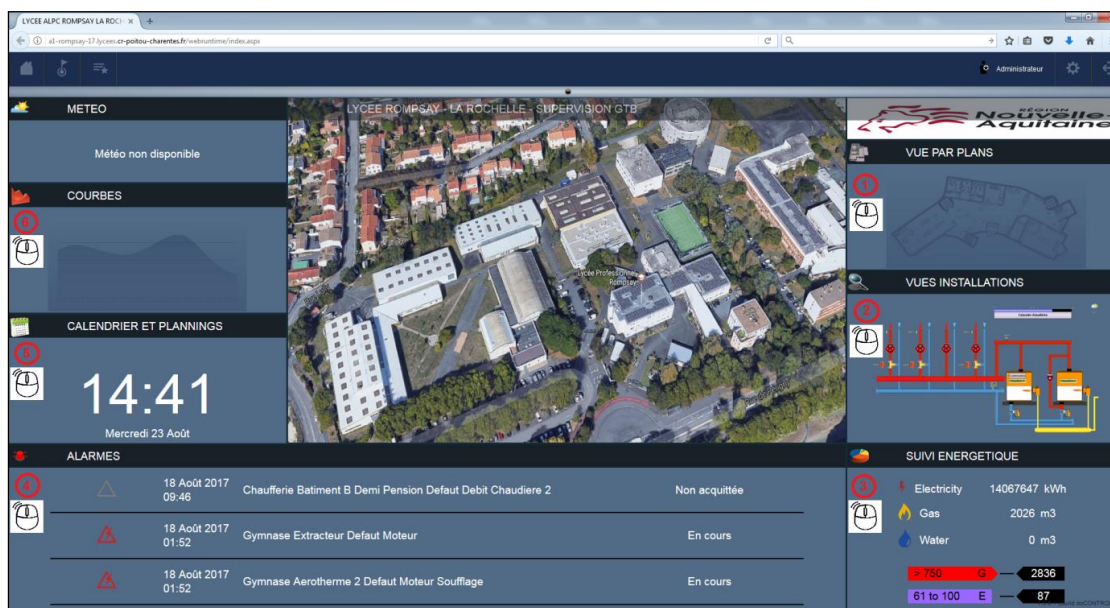 LYCEE ALPC ROMPSAY LA ROCH
a1-rompsay-17.lycees.cr-poitou-charentes.fr/webruntime/index.aspx
Administrateur
METEO
LYCEE ROMPSAY - LA ROCHELLE - SUPERVISION GTB
RÉGION
Nouvelle-
Aquitaine
Météo non disponible
VUE PAR PLANS
1
COURBES
Lycée Professionnel
Rompsay
VUES INSTALLATIONS
2
CALENDRIER ET PLANNINGS
14:41
Mercredi 23 Août
ALARMES
4
18 Août 2017
09:46
Chaufferie Batiment B Demi Pension Defaut Debit Chaudiere 2
Non acquittée
18 Août 2017
01:52
Gymnase Extracteur Defaut Moteur
En cours
18 Août 2017
01:52
Gymnase Aerotherme 2 Defaut Moteur Soufflage
En cours
SUIVI ENERGETIQUE
3
Electricity 14067647 kWh
Gas 2026 m3
Water 0 m3
> 750 G 2836
61 to 100 E 87